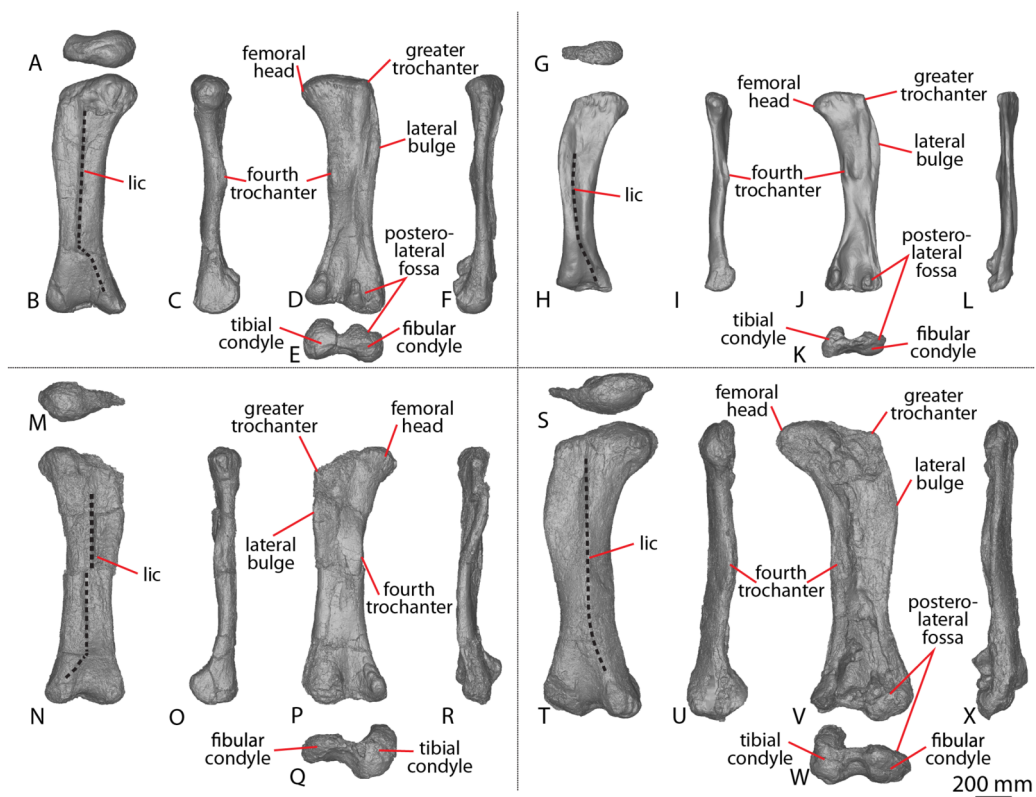 A
B
C
D
E
F
femoral
head
greater
trochanter
lateral
bulge
lic
fourth
trochanter
postero-
lateral
fossa
tibial
condyle
fibular
condyle
G
H
I
J
K
L
femoral
head
greater
trochanter
lateral
bulge
lic
fourth
trochanter
postero-
lateral
fossa
tibial
condyle
fibular
condyle
M
N
O
P
Q
R
greater
trochanter
femoral
head
lateral
bulge
lic
fourth
trochanter
fibular
condyle
tibial
condyle
S
T
U
V
W
X
femoral
head
greater
trochanter
lateral
bulge
lic
fourth
trochanter
postero-
lateral
fossa
tibial
condyle
fibular
condyle
200 mm